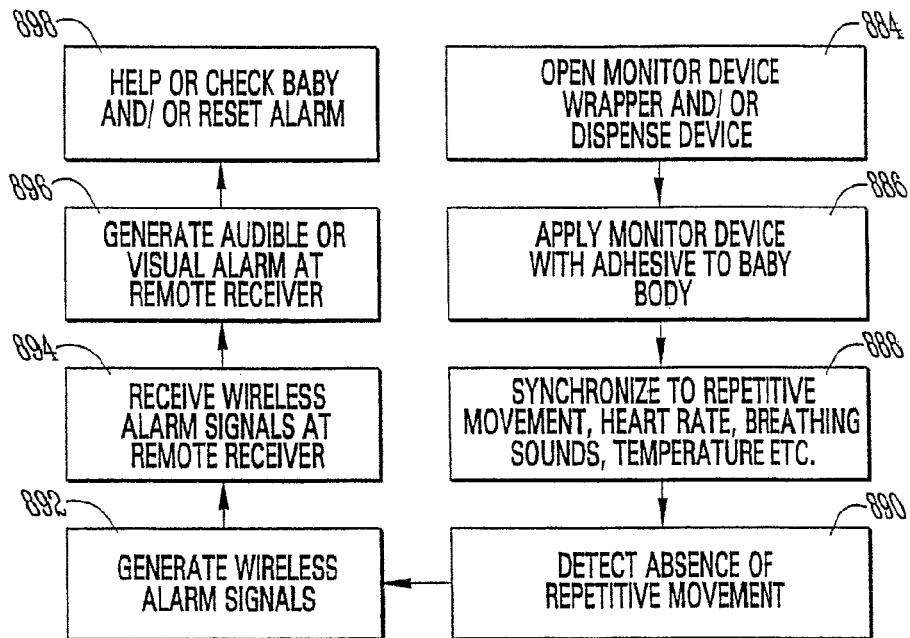 884
OPEN MONITOR DEVICE
WRAPPER AND/ OR
DISPENSE DEVICE
886
APPLY MONITOR DEVICE
WITH ADHESIVE TO BABY
BODY
888
SYNCHRONIZE TO REPETITIVE
MOVEMENT, HEART RATE, BREATHING
SOUNDS, TEMPERATURE ETC.
890
DETECT ABSENCE OF
REPETITIVE MOVEMENT
892
GENERATE WIRELESS
ALARM SIGNALS
894
RECEIVE WIRELESS
ALARM SIGNALS AT
REMOTE RECEIVER
896
GENERATE AUDIBLE OR
VISUAL ALARM AT
REMOTE RECEIVER
898
HELP OR CHECK BABY
AND/ OR RESET ALARM